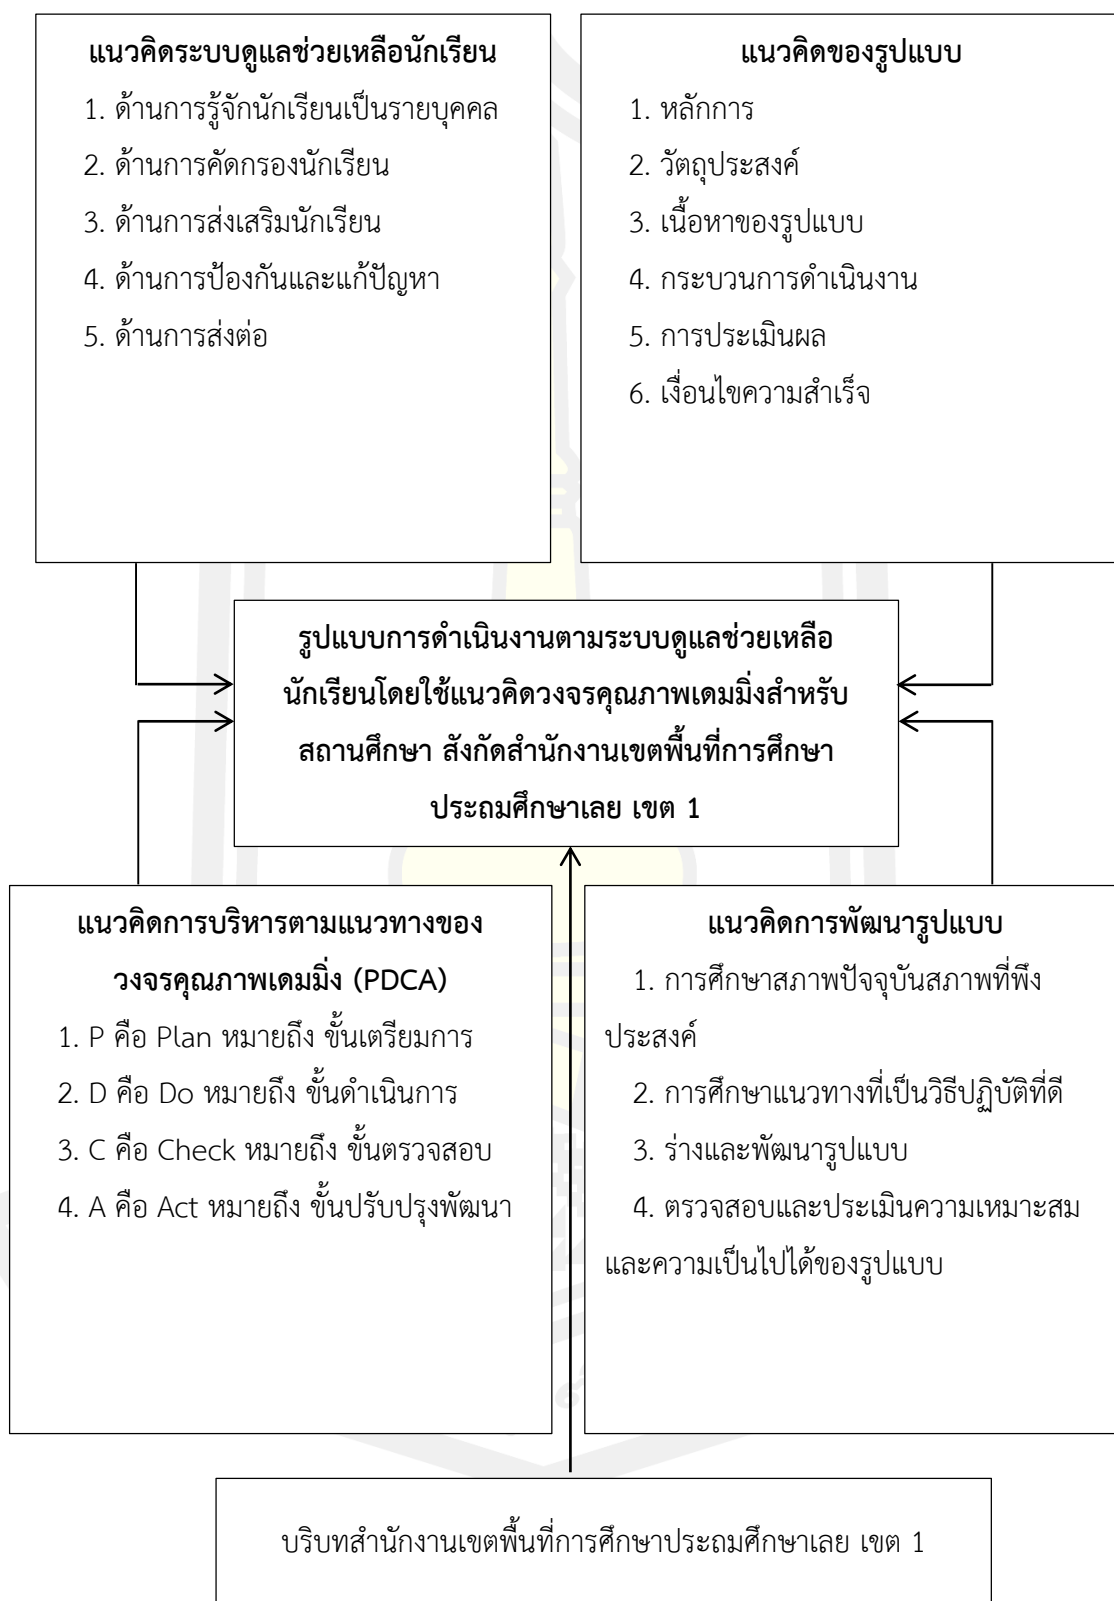 แนวคิดระบบดูแลช่วยเหลือนักเรียน
1. ด้านการรู้จักนักเรียนเป็นรายบุคคล
2. ด้านการคัดกรองนักเรียน
3. ด้านการส่งเสริมนักเรียน
4. ด้านการป้องกันและแก้ปัญหา
5. ด้านการส่งต่อ
แนวคิดของรูปแบบ
1. หลักการ
2. วัตถุประสงค์
3. เนื้อหาของรูปแบบ
4. กระบวนการดำเนินงาน
5. การประเมินผล
6. เงื่อนไขความสำเร็จ
รูปแบบการดำเนินงานตามระบบดูแลช่วยเหลือ
นักเรียนโดยใช้แนวคิดวงจรคุณภาพเดมมิ่งสำหรับ
สถานศึกษา สังกัดสำนักงานเขตพื้นที่การศึกษา
ประถมศึกษาเลย เขต 1
แนวคิดการบริหารตามแนวทางของ
วงจรคุณภาพเดมมิ่ง (PDCA)
1. P คือ Plan หมายถึง ขั้นเตรียมการ
2. D คือ Do หมายถึง ขั้นดำเนินการ
3. C คือ Check หมายถึง ขั้นตรวจสอบ
4. A คือ Act หมายถึง ขั้นปรับปรุงพัฒนา
แนวคิดการพัฒนารูปแบบ
1. การศึกษาสภาพปัจจุบันสภาพที่พึง
ประสงค์
2. การศึกษาแนวทางที่เป็นวิธีปฏิบัติที่ดี
3. ร่างและพัฒนารูปแบบ
4. ตรวจสอบและประเมินความเหมาะสม
และความเป็นไปได้ของรูปแบบ
บริบทสำนักงานเขตพื้นที่การศึกษาประถมศึกษาเลย เขต 1